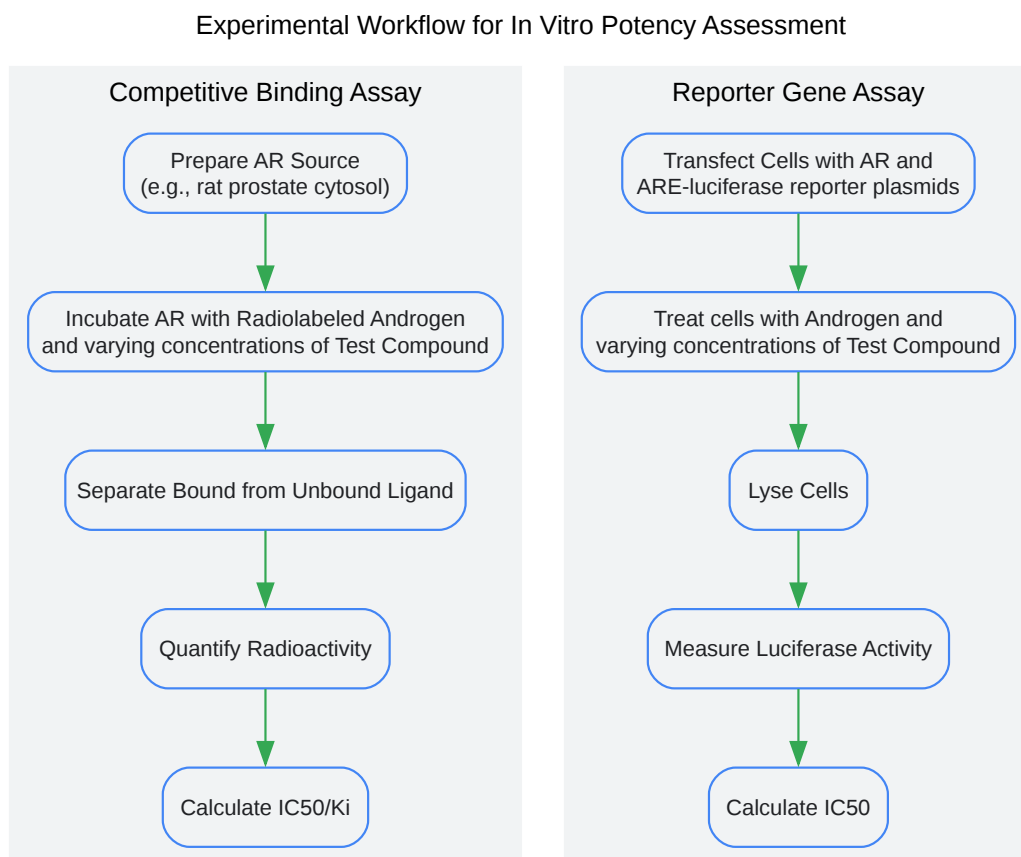 Experimental Workflow for In Vitro Potency Assessment
Competitive Binding Assay
Prepare AR Source
(e.g., rat prostate cytosol)
Incubate AR with Radiolabeled Androgen
and varying concentrations of Test Compound
Separate Bound from Unbound Ligand
Quantify Radioactivity
Calculate IC50/Ki
Reporter Gene Assay
Transfect Cells with AR and
ARE-luciferase reporter plasmids
Treat cells with Androgen and
varying concentrations of Test Compound
Lyse Cells
Measure Luciferase Activity
Calculate IC50